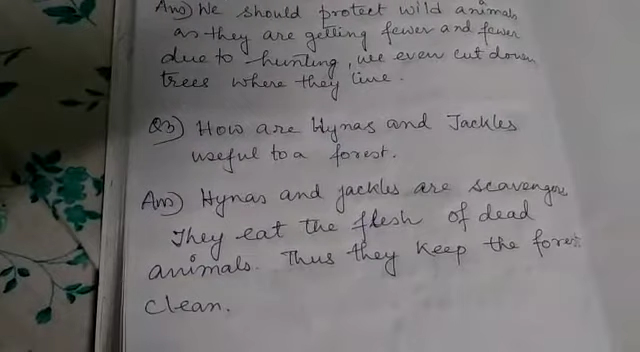 Ans) We should protect wild animals
as they are getting fewer and fewer
due to hunting, we even cut down
trees where they live.
Q3) How are Hynas and Jackles
useful to a forest.
Ans) Hynas and jackles are scavengers
They eat the flesh of dead
animals. Thus they keep the forest
clean.